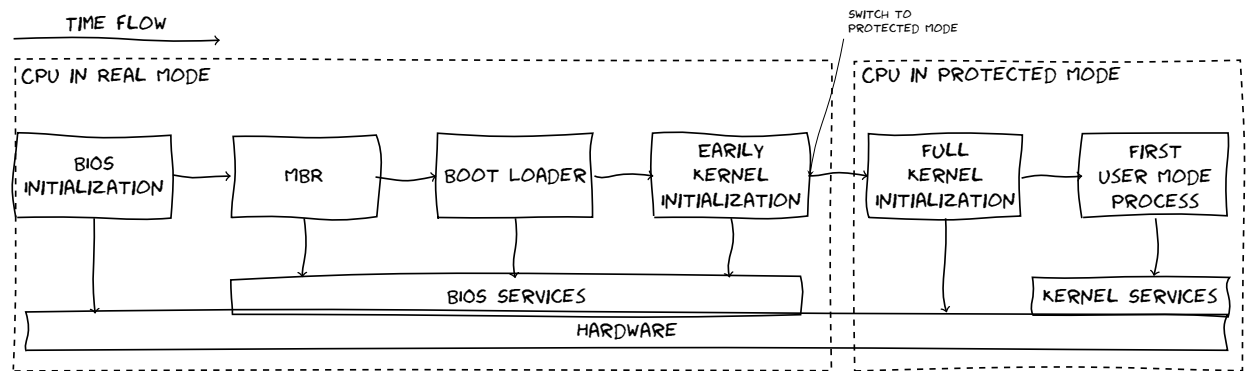 TIME FLOW
SWITCH TO
PROTECTED MODE
CPU IN REAL MODE
CPU IN PROTECTED MODE
BIOS
INITIALIZATION
MBR
BOOT LOADER
EARILY
KERNEL
INITIALIZATION
FULL
KERNEL
INITIALIZATION
FIRST
USER MODE
PROCESS
BIOS SERVICES
KERNEL SERVICES
HARDWARE